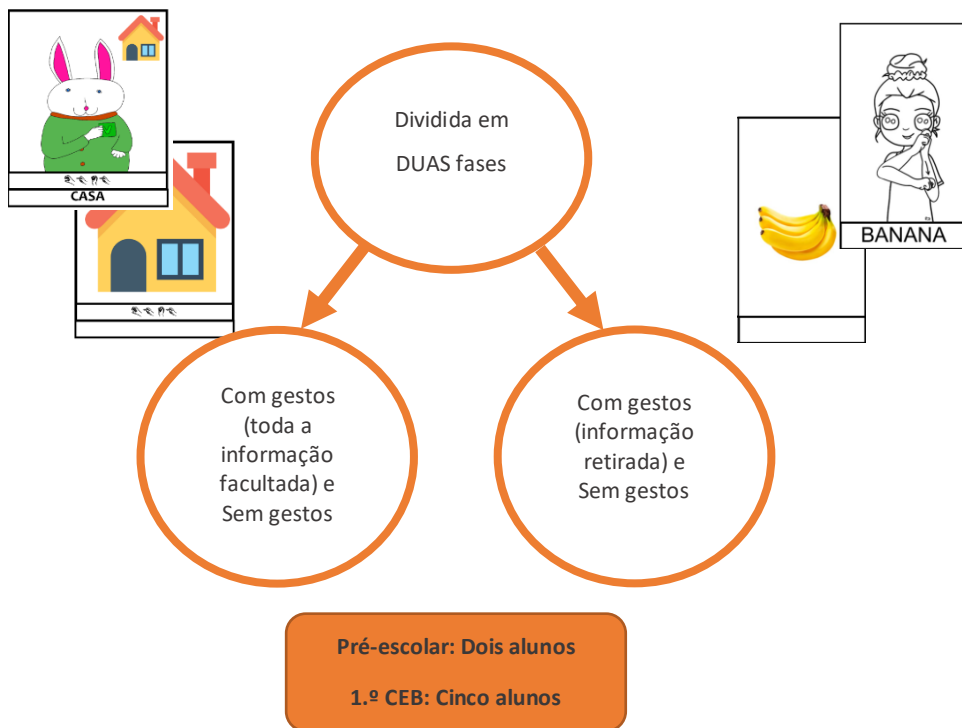 CASA
BANANA
Dividida em
DUAS fases
Com gestos
(toda a
informação
facultada) e
Sem gestos
Com gestos
(informação
retirada) e
Sem gestos
Pré-escolar: Dois alunos
1.º CEB: Cinco alunos